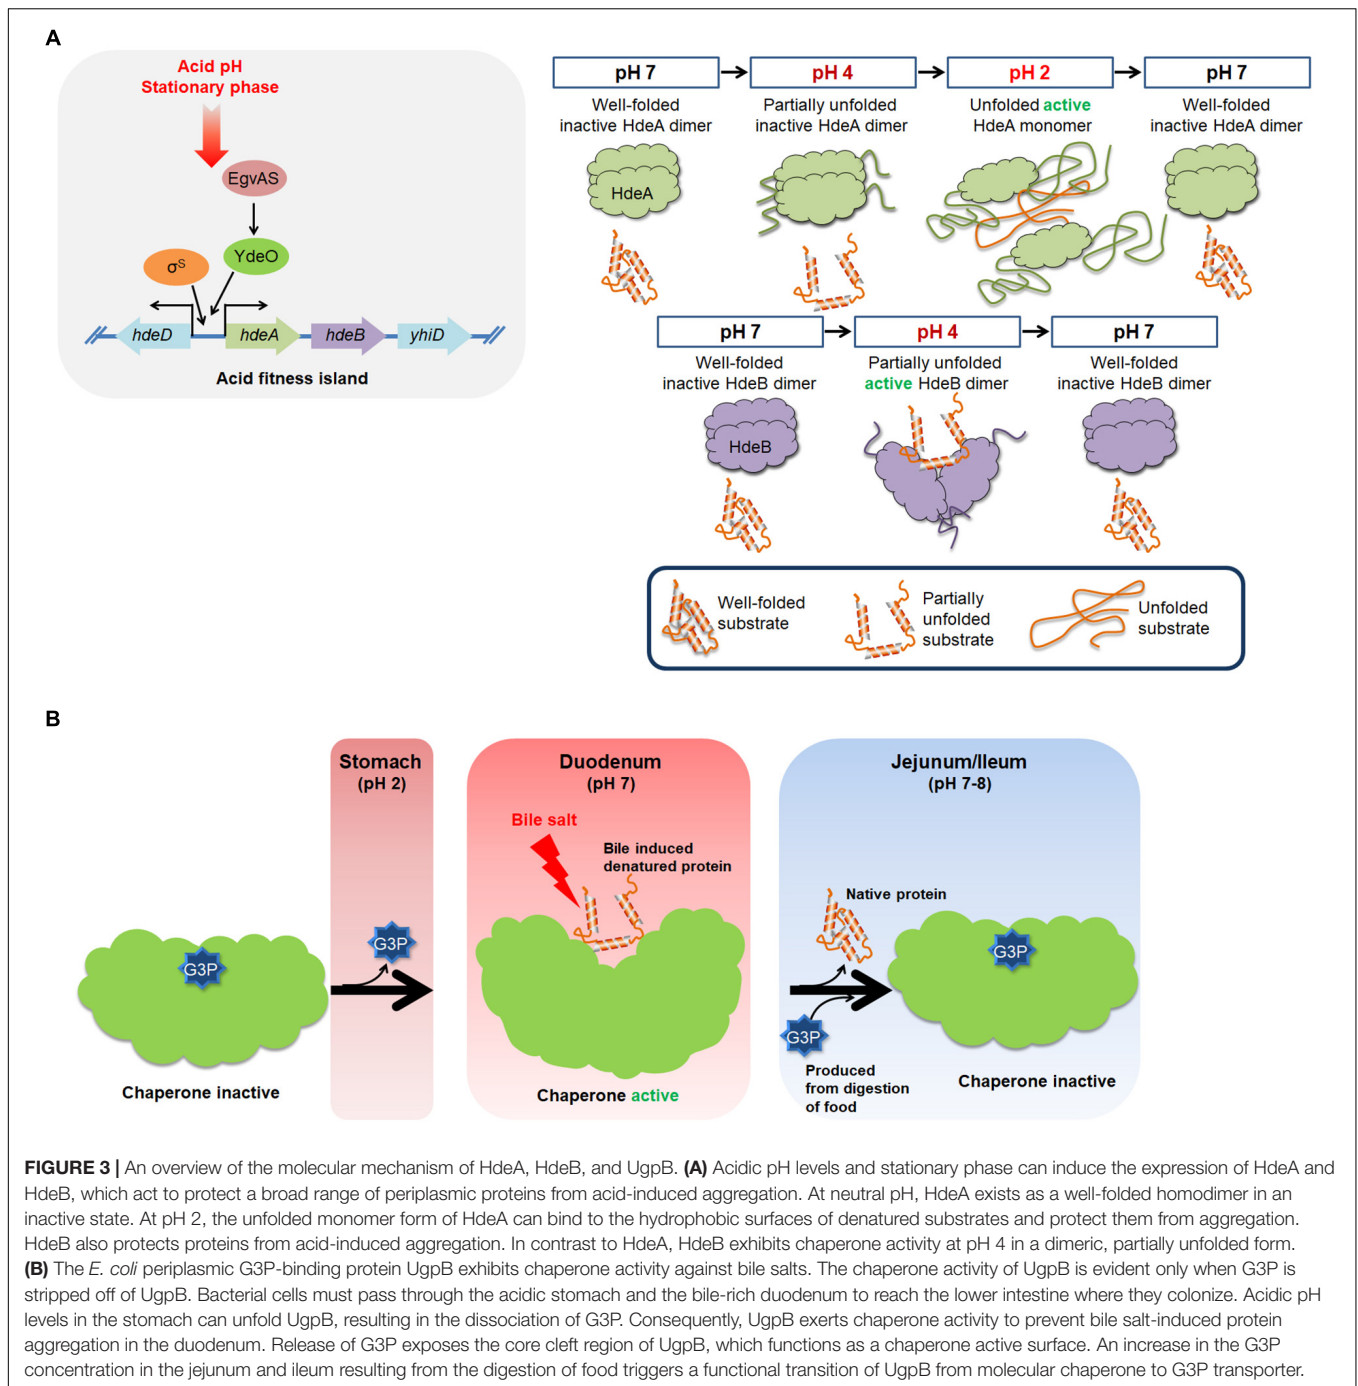 A
Acid pH
Stationary phase
EgvAS
σS
YdeO
hdeD
hdeA
hdeB
yhiD
Acid fitness island
pH 7
pH 4
pH 2
pH 7
Well-folded
inactive HdeA dimer
Partially unfolded
inactive HdeA dimer
Unfolded active
HdeA monomer
Well-folded
inactive HdeA dimer
HdeA
pH 7
pH 4
pH 7
Well-folded
inactive HdeB dimer
Partially unfolded
active HdeB dimer
Well-folded
inactive HdeB dimer
HdeB
Well-folded
substrate
Partially
unfolded
substrate
Unfolded
substrate
B
Stomach
(pH 2)
Duodenum
(pH 7)
Jejunum/Ileum
(pH 7-8)
Bile salt
Bile induced
denatured protein
Native protein
G3P
G3P
G3P
G3P
Produced
from digestion
of food
Chaperone inactive
Chaperone active
Chaperone inactive
FIGURE 3 | An overview of the molecular mechanism of HdeA, HdeB, and UgpB. (A) Acidic pH levels and stationary phase can induce the expression of HdeA and
HdeB, which act to protect a broad range of periplasmic proteins from acid-induced aggregation. At neutral pH, HdeA exists as a well-folded homodimer in an
inactive state. At pH 2, the unfolded monomer form of HdeA can bind to the hydrophobic surfaces of denatured substrates and protect them from aggregation.
HdeB also protects proteins from acid-induced aggregation. In contrast to HdeA, HdeB exhibits chaperone activity at pH 4 in a dimeric, partially unfolded form.
(B) The E. coli periplasmic G3P-binding protein UgpB exhibits chaperone activity against bile salts. The chaperone activity of UgpB is evident only when G3P is
stripped off of UgpB. Bacterial cells must pass through the acidic stomach and the bile-rich duodenum to reach the lower intestine where they colonize. Acidic pH
levels in the stomach can unfold UgpB, resulting in the dissociation of G3P. Consequently, UgpB exerts chaperone activity to prevent bile salt-induced protein
aggregation in the duodenum. Release of G3P exposes the core cleft region of UgpB, which functions as a chaperone active surface. An increase in the G3P
concentration in the jejunum and ileum resulting from the digestion of food triggers a functional transition of UgpB from molecular chaperone to G3P transporter.